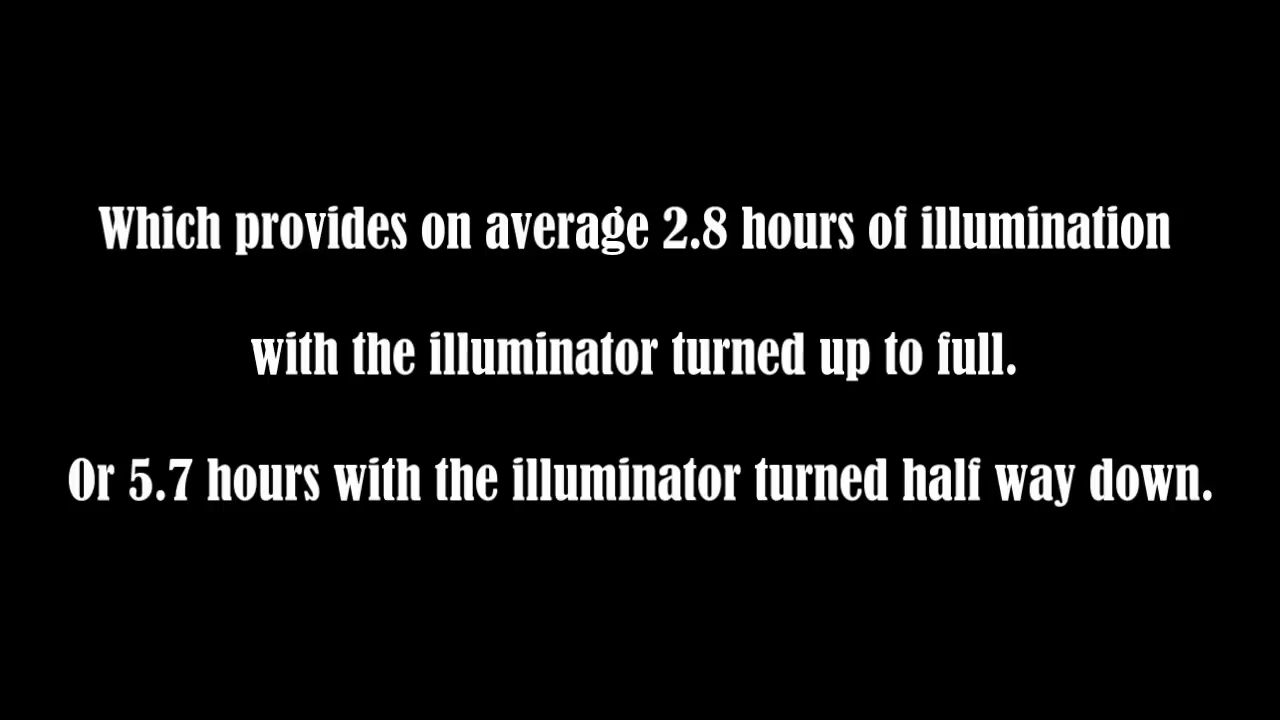 Which provides on average 2.8 hours of illumination
with the illuminator turned up to full.
Or 5.7 hours with the illuminator turned half way down.